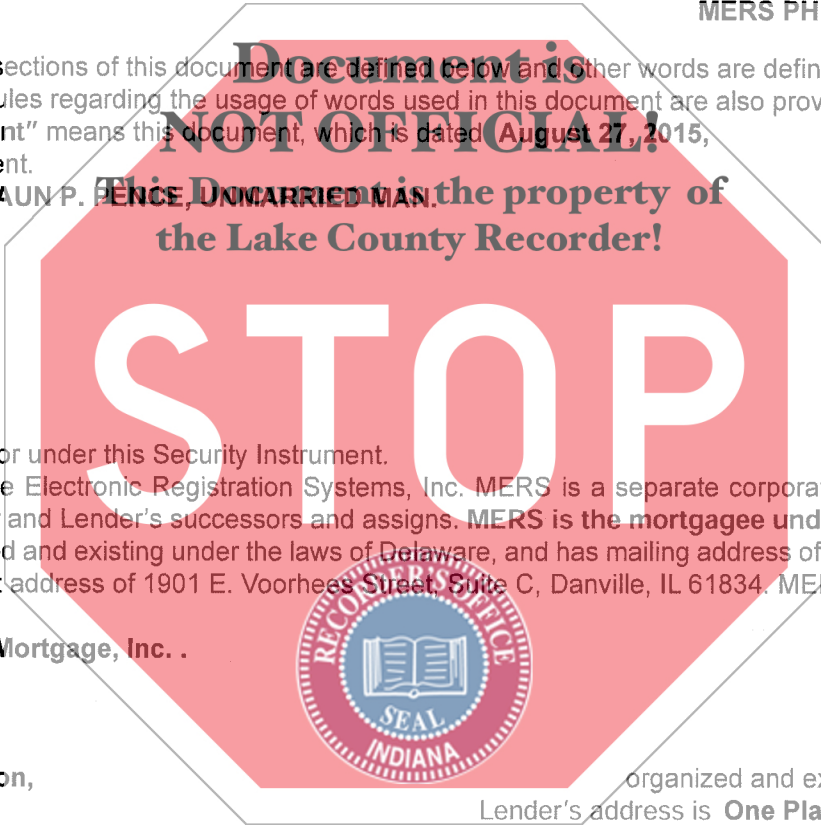 MERS PH
sections of this document are defined below and other words are defin
Document is
ules regarding the usage of words used in this document are also prov
nt" means this document, which is dated August 27, 2015,
NOT OFFICIAL!
ent.
AUN P. PENCE, UNMARRIED MAN.
This Document is the property of
the Lake County Recorder!
STOP
or under this Security Instrument.
e Electronic Registration Systems, Inc. MERS is a separate corpora
and Lender's successors and assigns. MERS is the mortgagee und
d and existing under the laws of Delaware, and has mailing address of
address of 1901 E. Voorhees Street, Suite C, Danville, IL 61834. ME
RECORDER'S OFFICE
Mortgage, Inc. .
SEAL
INDIANA
on,
organized and ex
Lender's address is One Pla